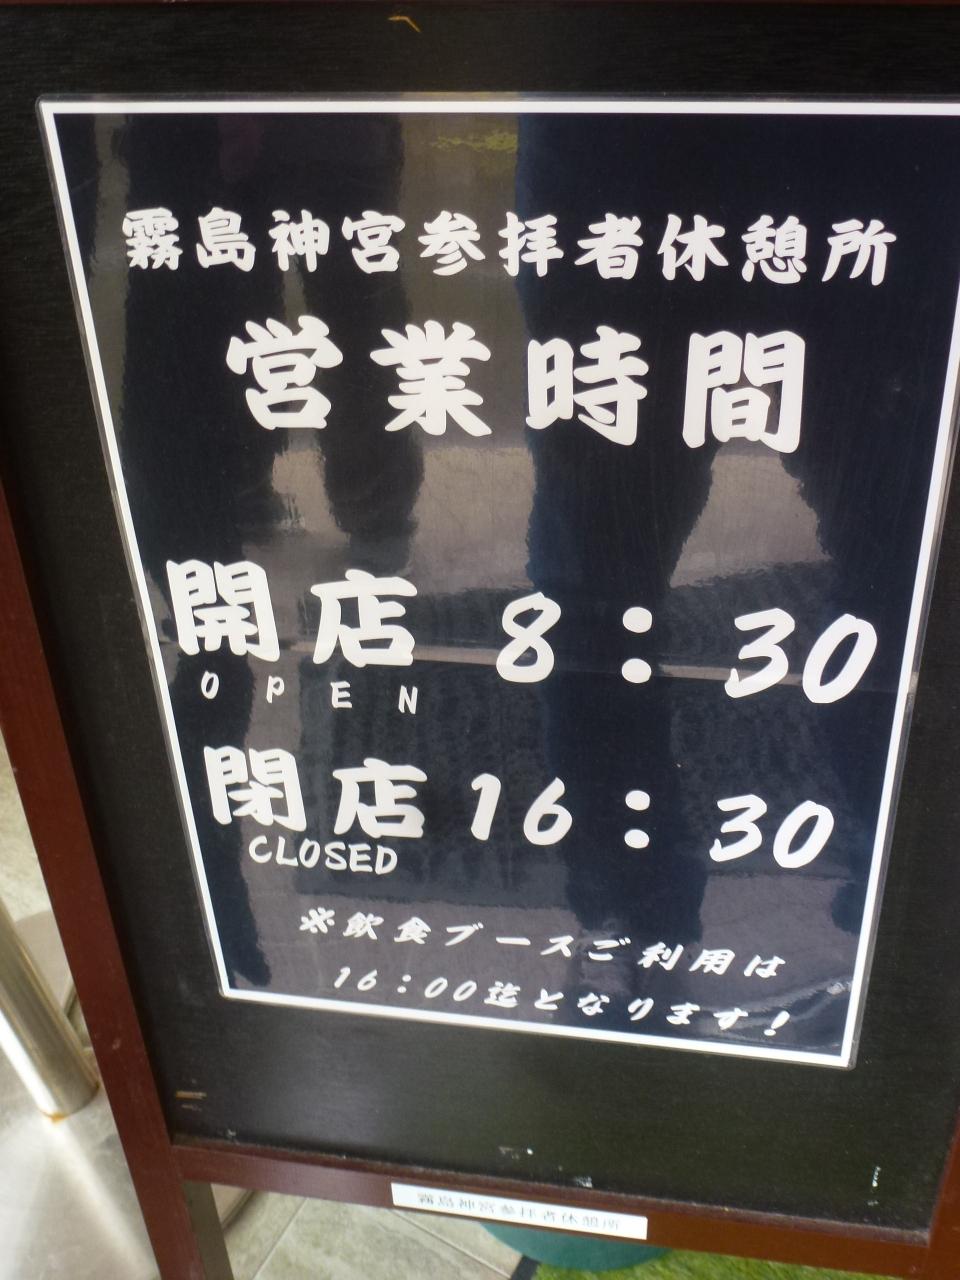 霧島神宮参拝者休憩所
営業時間
開店 8：30
OPEN
閉店 16：30
CLOSED
※飲食ブースご利用は
16：00迄となります！
霧島神宮参拝者休憩所